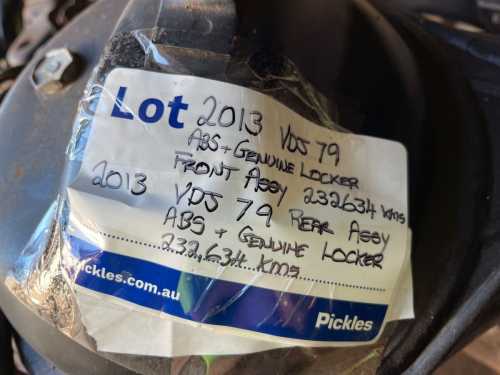 Lot 2013 VDJ 79
ABS + GENUINE LOCKER
FRONT ASSY 232634 kms
2013 VDJ 79 REAR ASSY
ABS + GENUINE LOCKER
232,634 kms
pickles.com.au
Pickles